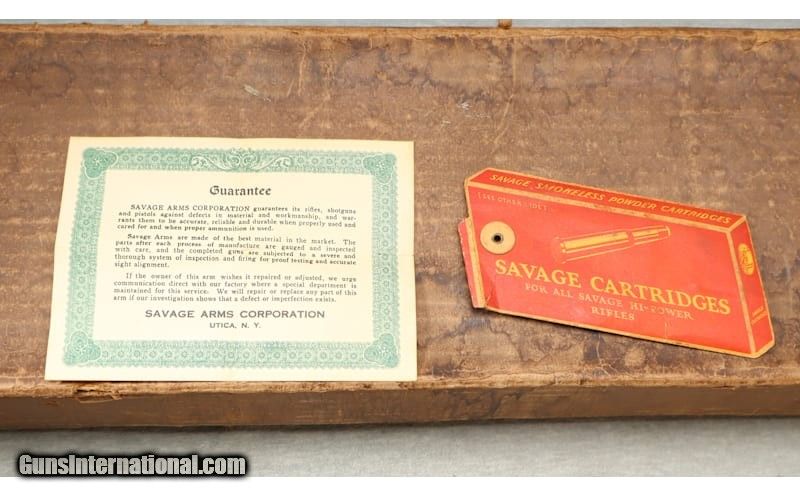 Guarantee
SAVAGE ARMS CORPORATION guarantees its rifles, shotguns
and pistols against defects in material and workmanship, and war-
rants them to be accurate, reliable and durable when properly used and
cared for and when proper ammunition is used.
Savage Arms are made of the best material in the market. The
parts after each process of manufacture are gauged and inspected
with care, and the completed guns are subjected to a severe and
thorough system of inspection and firing for proof testing and accurate
sight alignment.
If the owner of this arm wishes it repaired or adjusted, we urge
communication direct with our factory where a special department is
maintained for this service. We will repair or replace any part of this
arm if our investigation shows that a defect or imperfection exists.
SAVAGE ARMS CORPORATION
UTICA, N. Y.
SAVAGE SMOKELESS POWDER CARTRIDGES
(SEE OTHER SIDE)
SAVAGE CARTRIDGES
FOR ALL SAVAGE HI-POWER
RIFLES
GunsInternational.com